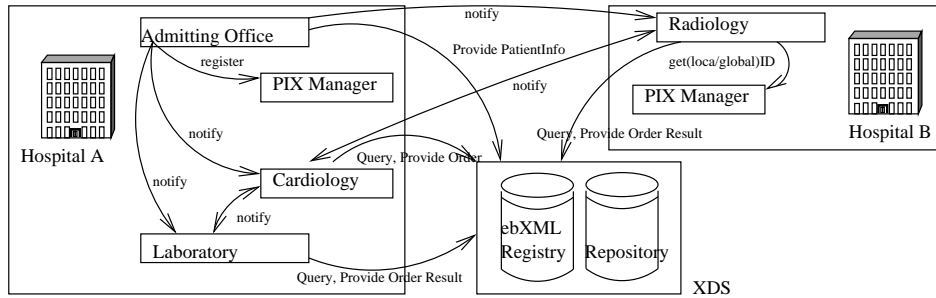 notify
Admitting Office
Radiology
Provide PatientInfo
register
get(loca/global)ID
PIX Manager
notify
PIX Manager
Hospital A
notify
Query, Provide Order Result
Hospital B
Query, Provide Order
Cardiology
notify
notify
ebXML
Registry
Repository
Laboratory
Query, Provide Order Result
XDS